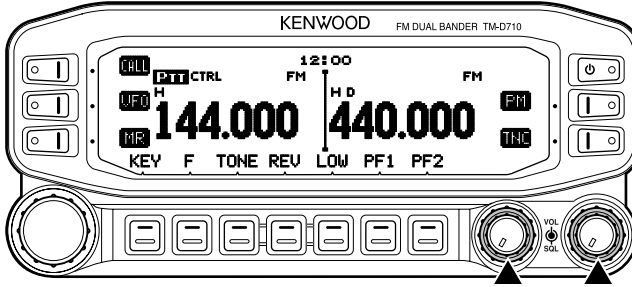 KENWOOD FM DUAL BANDER TM-D710
CALL 12:00
PTT CTRL FM FM
VFO H H D PM
144.000 440.000
MR TNC
KEY F TONE REV LOW PF1 PF2
VOL
SQL